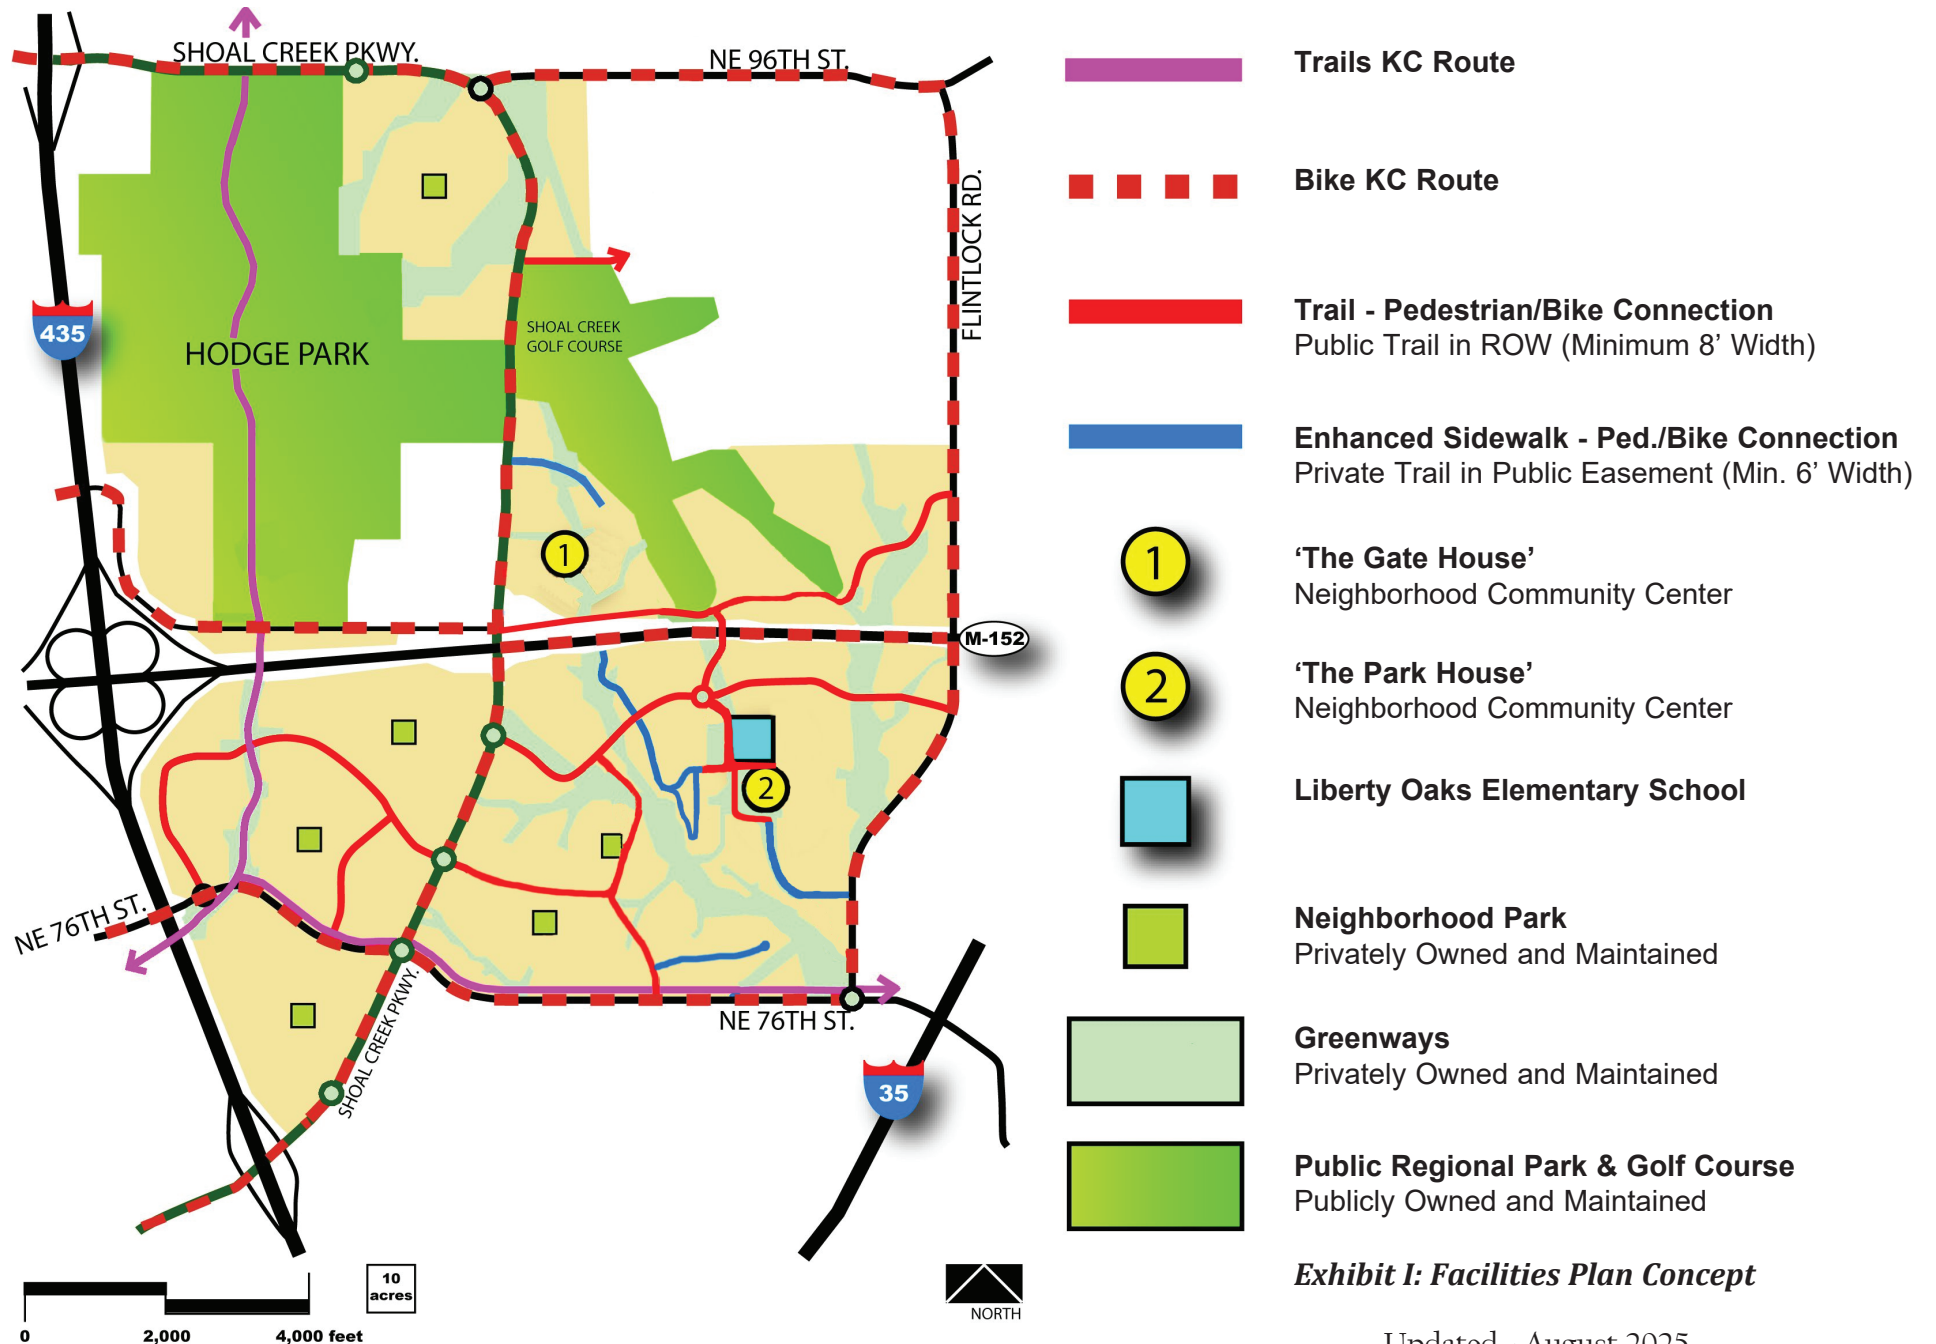 SHOAL CREEK PKWY.
NE 96TH ST.
FLINTLOCK RD.
435
HODGE PARK
SHOAL CREEK
GOLF COURSE
1
M-152
2
NE 76TH ST.
SHOAL CREEK PKWY.
NE 76TH ST.
35
0
2,000
4,000 feet
10
acres
NORTH
Trails KC Route
Bike KC Route
Trail - Pedestrian/Bike Connection
Public Trail in ROW (Minimum 8’ Width)
Enhanced Sidewalk - Ped./Bike Connection
Private Trail in Public Easement (Min. 6’ Width)
1
‘The Gate House’
Neighborhood Community Center
2
‘The Park House’
Neighborhood Community Center
Liberty Oaks Elementary School
Neighborhood Park
Privately Owned and Maintained
Greenways
Privately Owned and Maintained
Public Regional Park & Golf Course
Publicly Owned and Maintained
Exhibit I: Facilities Plan Concept
Updated - August 2025